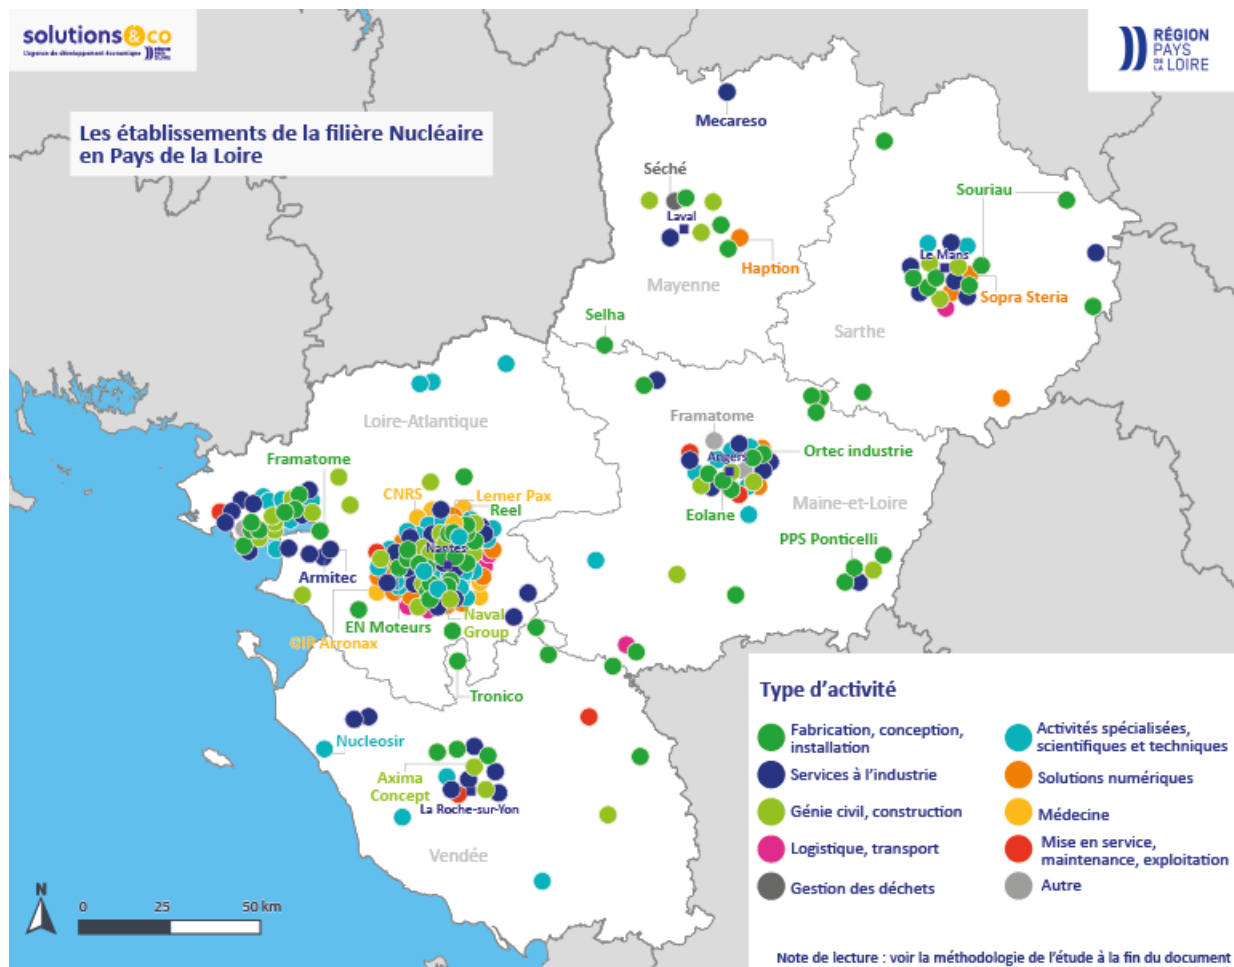 solutions&co
L'agence de développement économique
RÉGION
PAYS
DE
LA LOIRE
Les établissements de la filière Nucléaire
en Pays de la Loire
Mecareso
Séché
Laval
Haption
Mayenne
Souriau
Le Mans
Sopra Steria
Sarthe
Selha
Loire-Atlantique
Framatome
Angers
Ortec industrie
Maine-et-Loire
Eolane
PPS Ponticelli
Framatome
CNRS
Lemer Pax
Reel
Nantes
Armitec
EN Moteurs
Naval
Group
GIP Arronax
Tronico
Nucleosir
Axima
Concept
La Roche-sur-Yon
Vendée
Type d'activité
Fabrication, conception,
installation
Services à l'industrie
Génie civil, construction
Logistique, transport
Gestion des déchets
Activités spécialisées,
scientifiques et techniques
Solutions numériques
Médecine
Mise en service,
maintenance, exploitation
Autre
N
0 25 50 km
Note de lecture : voir la méthodologie de l'étude à la fin du document